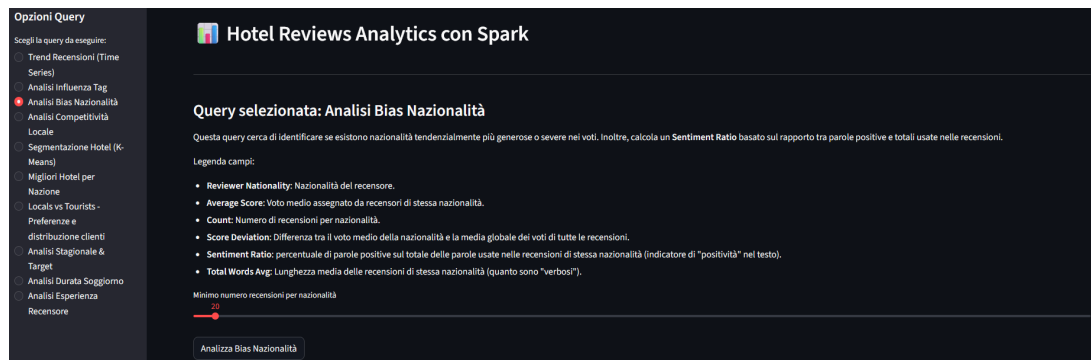 Opzioni Query
Scegli la query da eseguire:
Trend Recensioni (Time
Series)
Analisi Influenza Tag
Analisi Bias Nazionalità
Analisi Competitività
Locale
Segmentazione Hotel (K-
Means)
Migliori Hotel per
Nazione
Locals vs Tourists -
Preferenze e
distribuzione clienti
Analisi Stagionale &
Target
Analisi Durata Soggiorno
Analisi Esperienza
Recensore
Hotel Reviews Analytics con Spark
Query selezionata: Analisi Bias Nazionalità
Questa query cerca di identificare se esistono nazionalità tendenzialmente più generose o severe nei voti. Inoltre, calcola un Sentiment Ratio basato sul rapporto tra parole positive e totali usate nelle recensioni.
Legenda campi:
• Reviewer Nationality: Nazionalità del recensore.
• Average Score: Voto medio assegnato da recensori di stessa nazionalità.
• Count: Numero di recensioni per nazionalità.
• Score Deviation: Differenza tra il voto medio della nazionalità e la media globale dei voti di tutte le recensioni.
• Sentiment Ratio: percentuale di parole positive sul totale delle parole usate nelle recensioni di stessa nazionalità (indicatore di "positività" nel testo).
• Total Words Avg: Lunghezza media delle recensioni di stessa nazionalità (quanto sono "verbosi").
Minimo numero recensioni per nazionalità
20
Analizza Bias Nazionalità